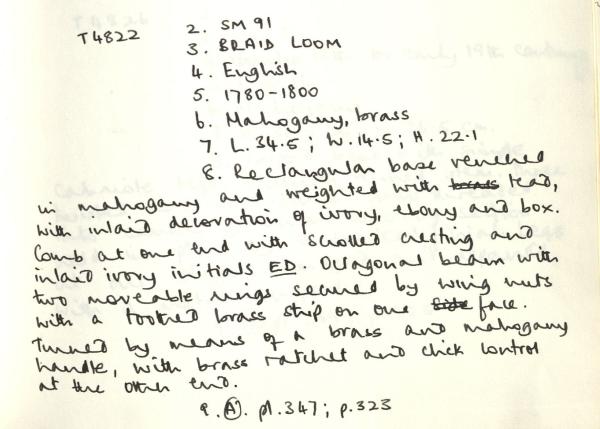 T4822
2. SM 91
3. BRAID LOOM
4. English
5. 1780-1800
6. Mahogany, brass
7. L.34.5; W.14.5; H.22.1
8. Rectangular base veneered
in mahogany and weighted with brass lead,
with inlaid decoration of ivory, ebony and box.
Comb at one end with scrolled cresting and
inlaid ivory initials ED. Octagonal beam with
two moveable rings secured by wing nuts
with a toothed brass strip on one side face.
Turned by means of a brass and mahogany
handle, with brass ratchet and click control
at the other end.
9. A). pl.347; p.323